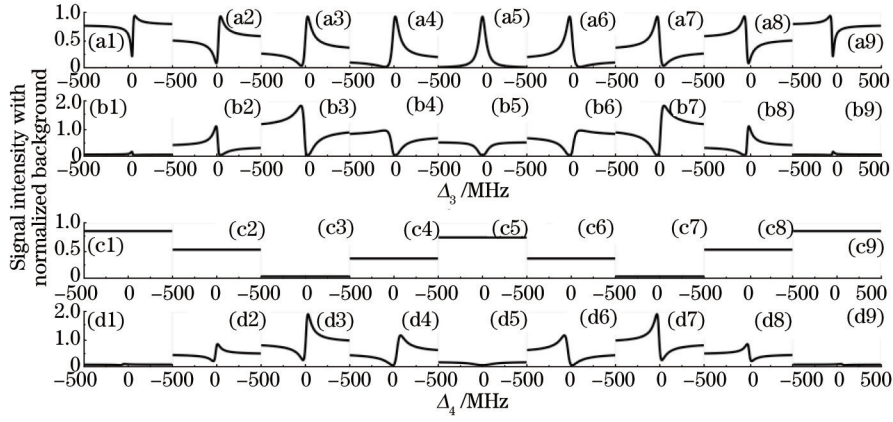 Signal intensity with
normalized background
1.0
0.5
0
(a1) (a2) (a3) (a4) (a5) (a6) (a7) (a8) (a9)
−500 0 −500 0 −500 0 −500 0 −500 0 −500 0 −500 0 −500 0 −500 0 500
2.0
1.0
0
(b1) (b2) (b3) (b4) (b5) (b6) (b7) (b8) (b9)
−500 0 −500 0 −500 0 −500 0 −500 0 −500 0 −500 0 −500 0 −500 0 500
Δ3 /MHz
1.0
0.5
0
(c1) (c2) (c3) (c4) (c5) (c6) (c7) (c8) (c9)
−500 0 −500 0 −500 0 −500 0 −500 0 −500 0 −500 0 −500 0 −500 0 500
2.0
1.0
0
(d1) (d2) (d3) (d4) (d5) (d6) (d7) (d8) (d9)
−500 0 −500 0 −500 0 −500 0 −500 0 −500 0 −500 0 −500 0 −500 0 500
Δ4 /MHz